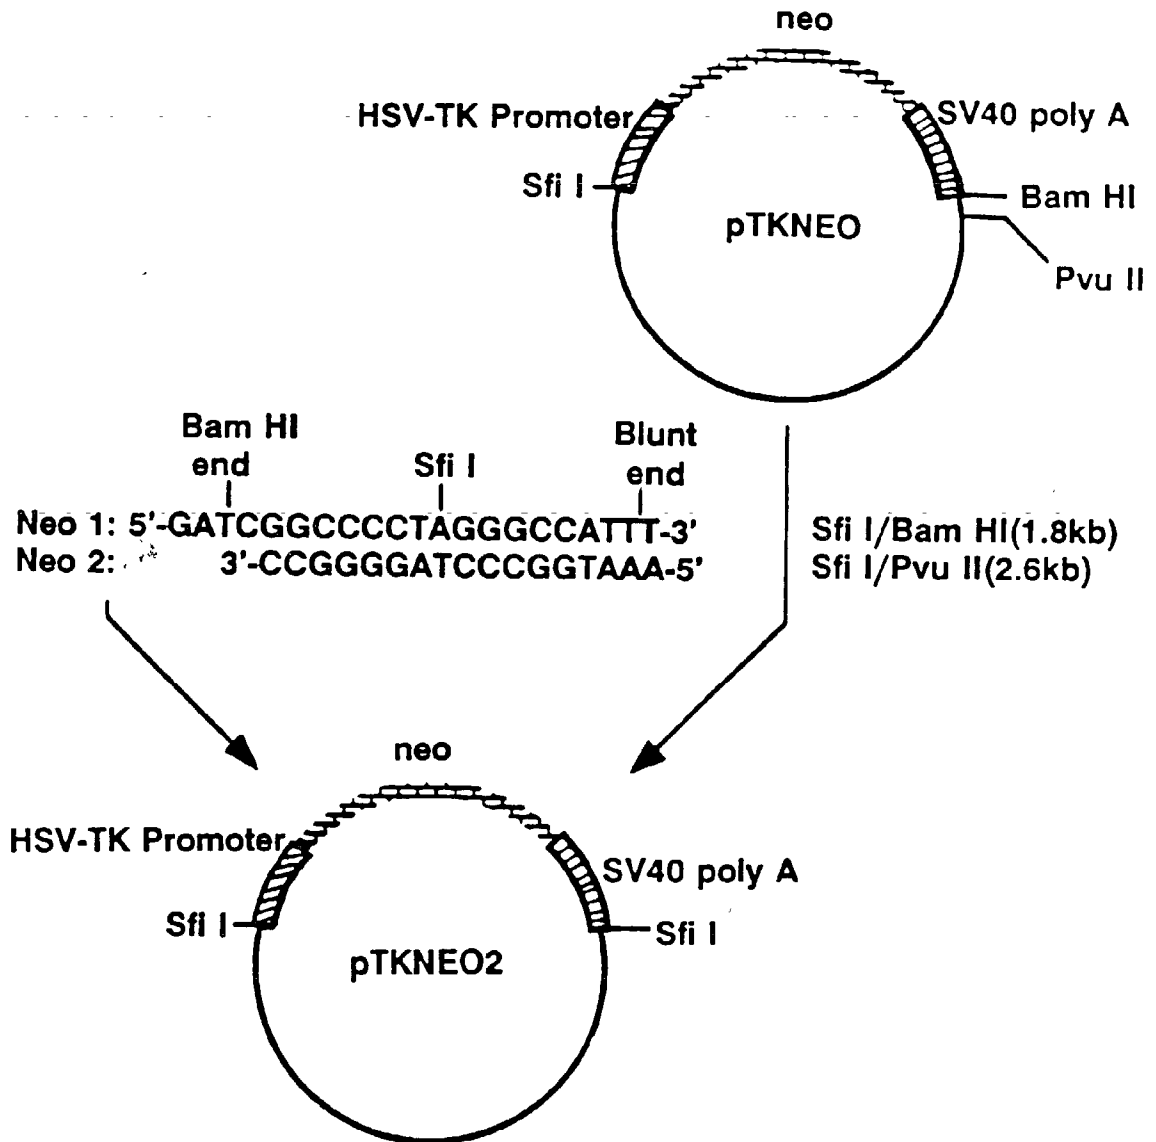 neo
HSV-TK Promoter
SV40 poly A
Sfi I
Bam HI
pTKNEO
Pvu II
Bam HI
end
Sfi I
Blunt
end
Neo 1: 5'-GATCGGCCCCTAGGGCCATTT-3'
Neo 2: 3'-CCGGGGATCCCGGTAAA-5'
Sfi I/Bam HI(1.8kb)
Sfi I/Pvu II(2.6kb)
neo
HSV-TK Promoter
SV40 poly A
Sfi I
Sfi I
pTKNEO2